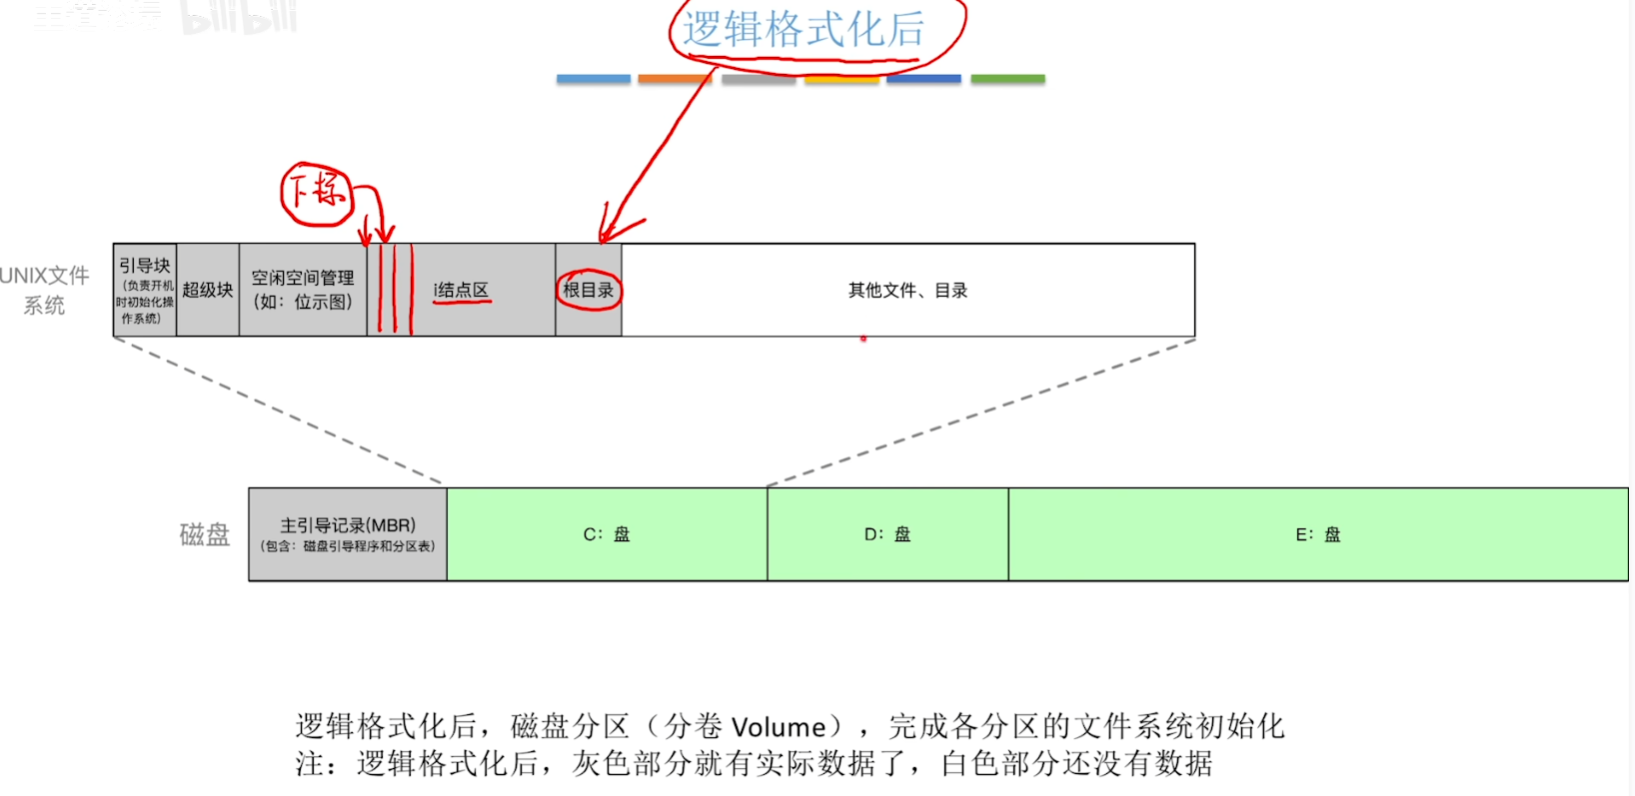 bilibili
逻辑格式化后
下标
UNIX文件
系统
引导块
(负责开机
时初始化操
作系统)
超级块
空闲空间管理
(如：位示图)
i结点区
根目录
其他文件、目录
磁盘
主引导记录(MBR)
(包含：磁盘引导程序和分区表)
C：盘
D：盘
E：盘
逻辑格式化后，磁盘分区（分卷 Volume），完成各分区的文件系统初始化
注：逻辑格式化后，灰色部分就有实际数据了，白色部分还没有数据